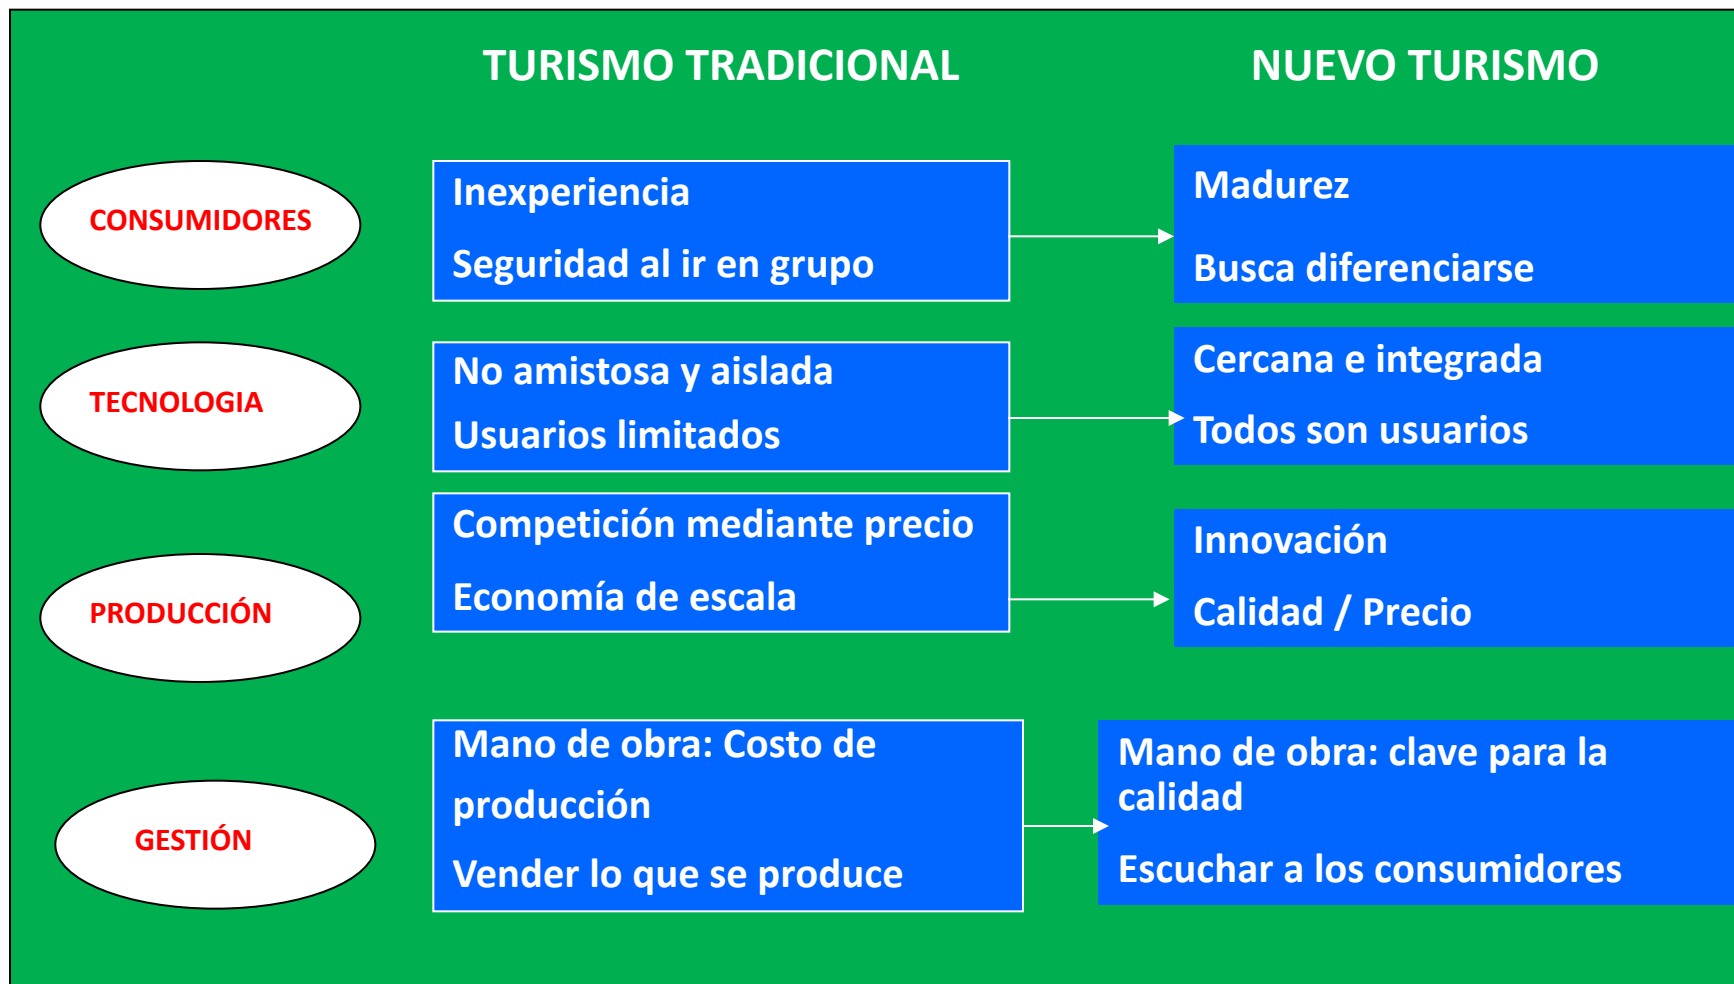 TURISMO TRADICIONAL
NUEVO TURISMO
CONSUMIDORES
Inexperiencia
Seguridad al ir en grupo
Madurez
Busca diferenciarse
TECNOLOGIA
No amistosa y aislada
Usuarios limitados
Cercana e integrada
Todos son usuarios
PRODUCCIÓN
Competición mediante precio
Economía de escala
Innovación
Calidad / Precio
GESTIÓN
Mano de obra: Costo de
producción
Vender lo que se produce
Mano de obra: clave para la
calidad
Escuchar a los consumidores